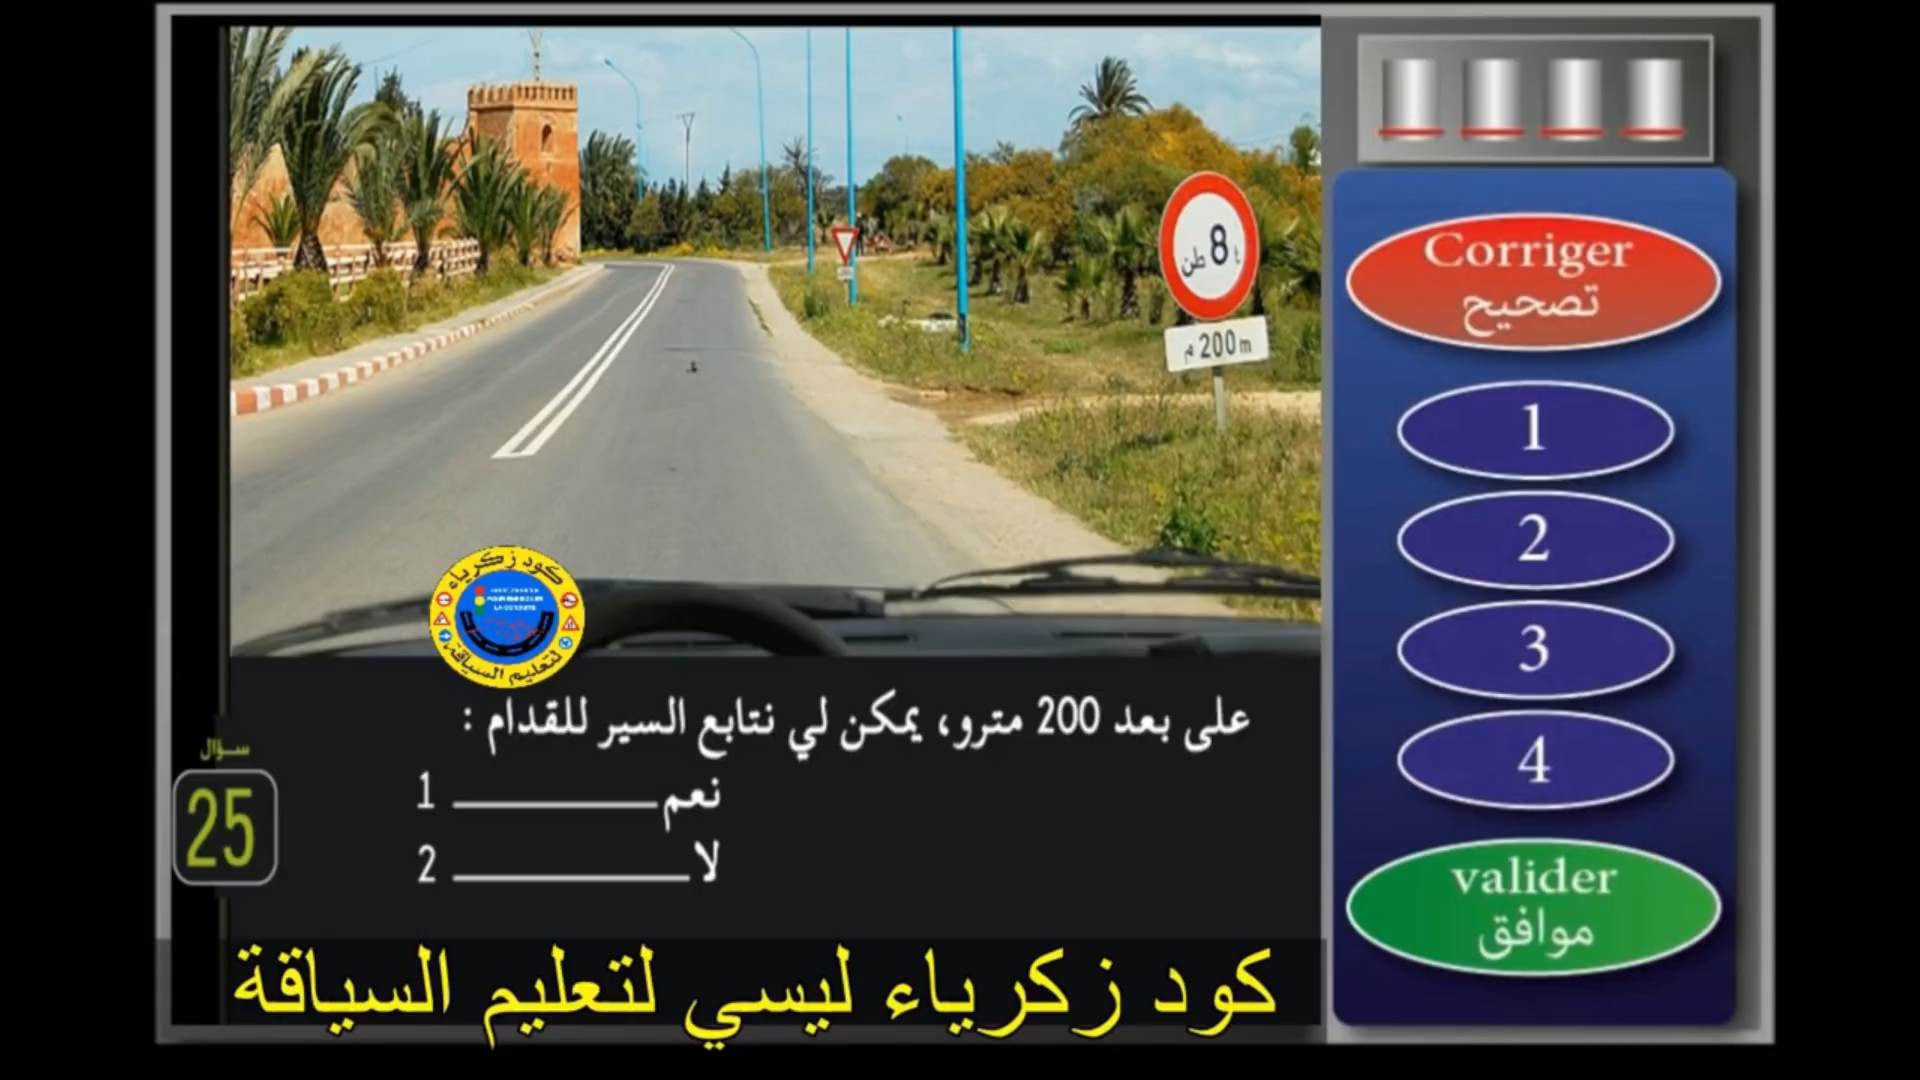 8 طن t
200m م
Corriger
تصحيح
1
2
3
4
valider
موافق
كود زكرياء
لتعليم السياقة
على بعد 200 مترو، يمكن لي نتابع السير للقدام :
نعم 1
لا 2
سؤال
25
كود زكرياء ليسي لتعليم السياقة